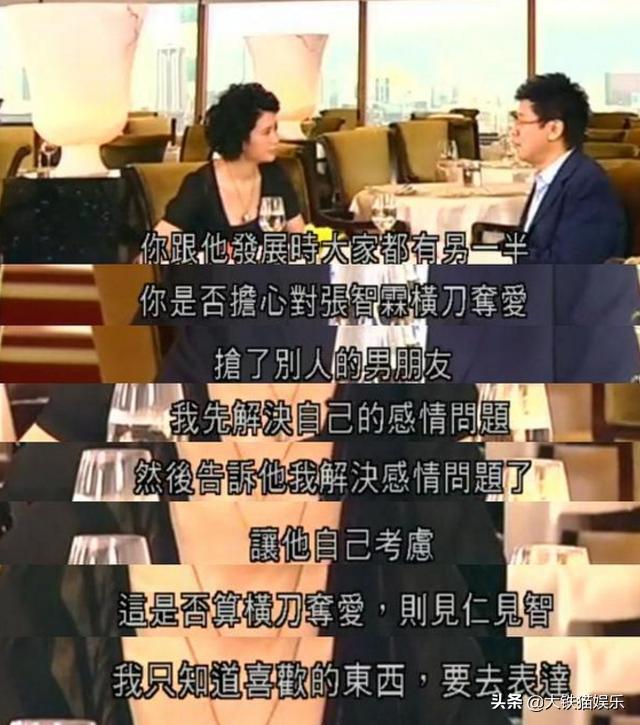 你跟他發展時大家都有另一半
你是否擔心對張智霖橫刀奪愛
搶了別人的男朋友
我先解決自己的感情問題
然後告訴他我解決感情問題了
讓他自己考慮
這是否算橫刀奪愛，則見仁見智
我只知道喜歡的東西，要去表達
头条 @大铁猫娱乐